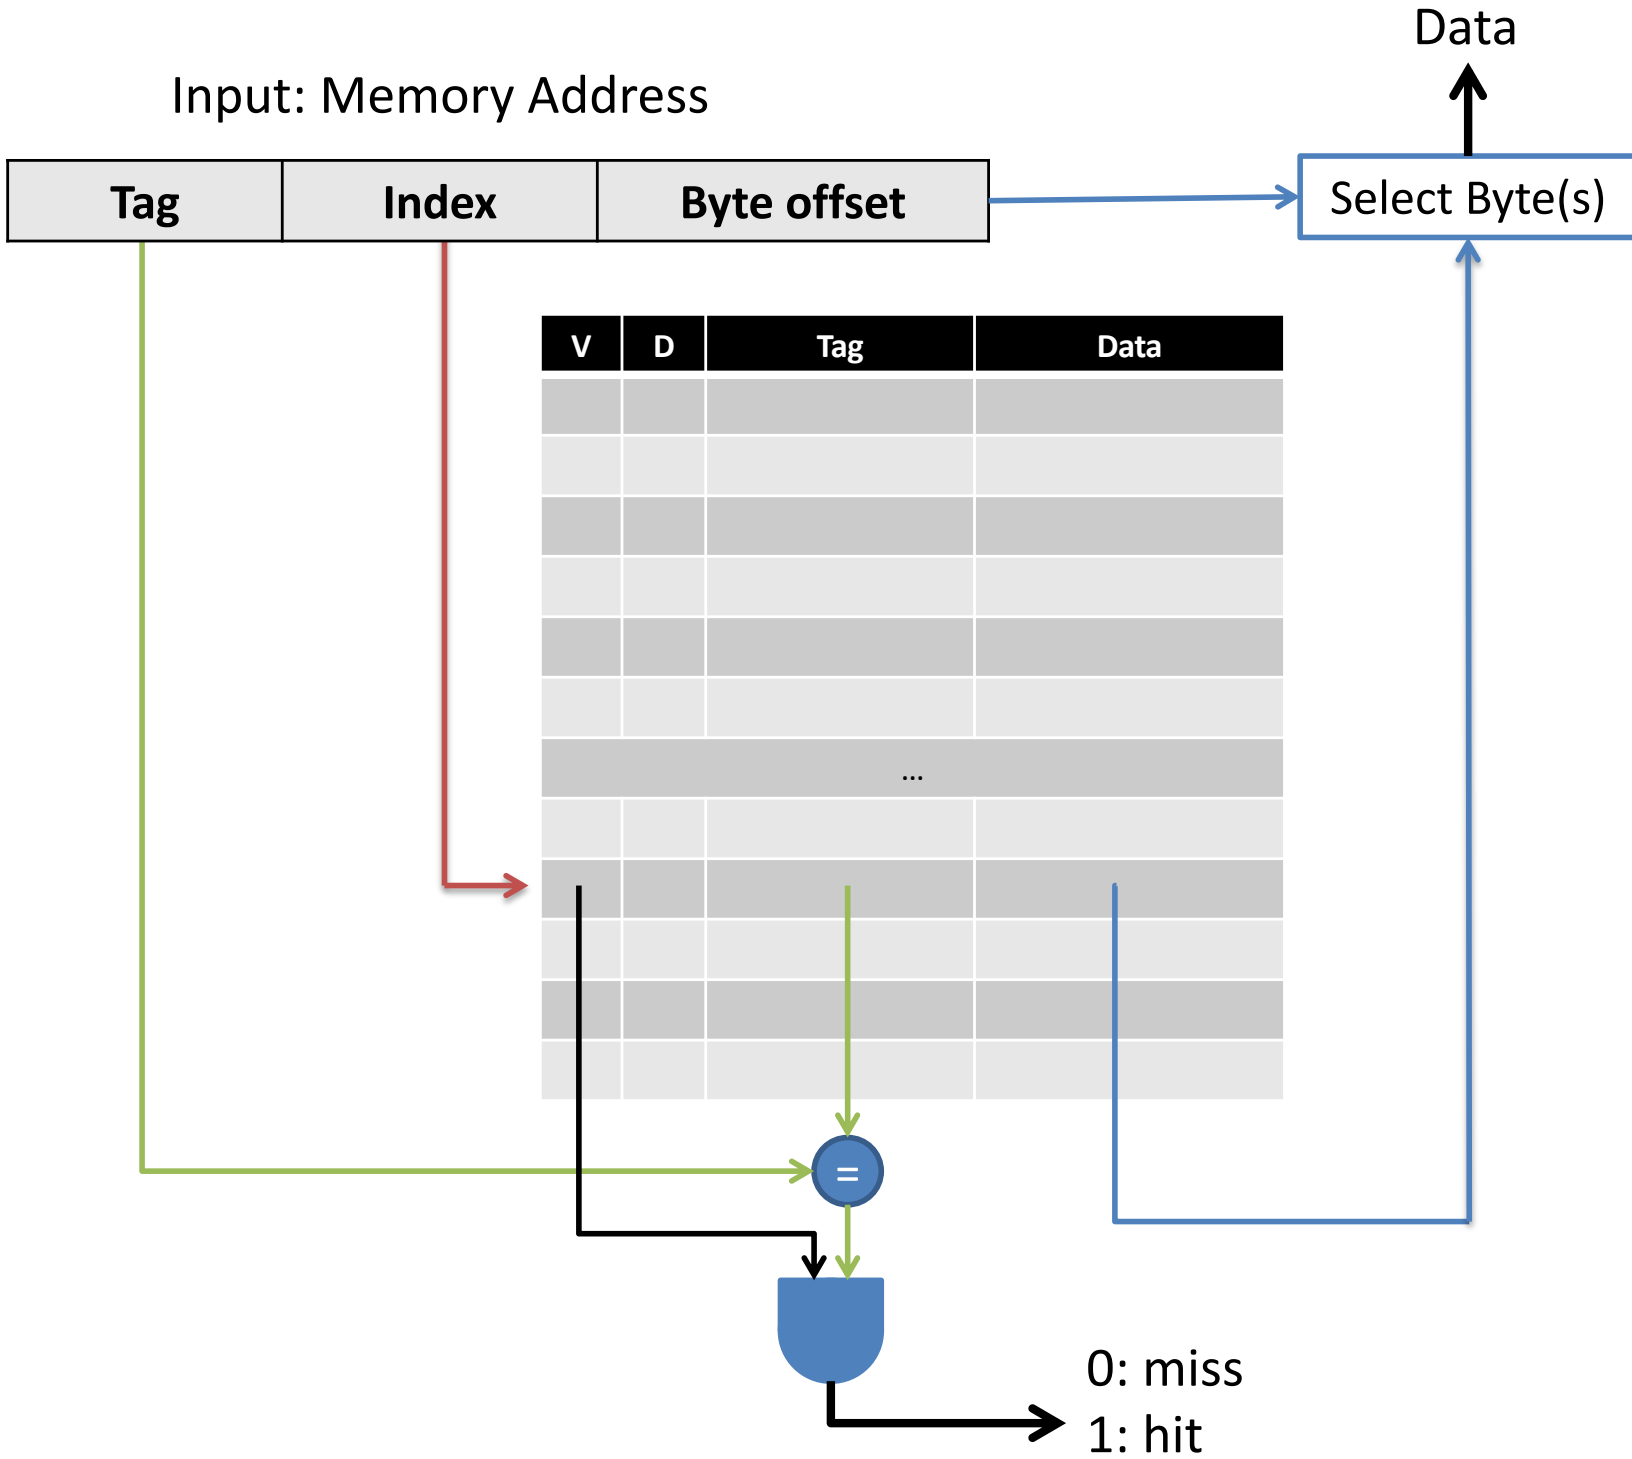 Data
Input: Memory Address
Tag Index Byte offset
Select Byte(s)
V D Tag Data
...
=
0: miss
1: hit